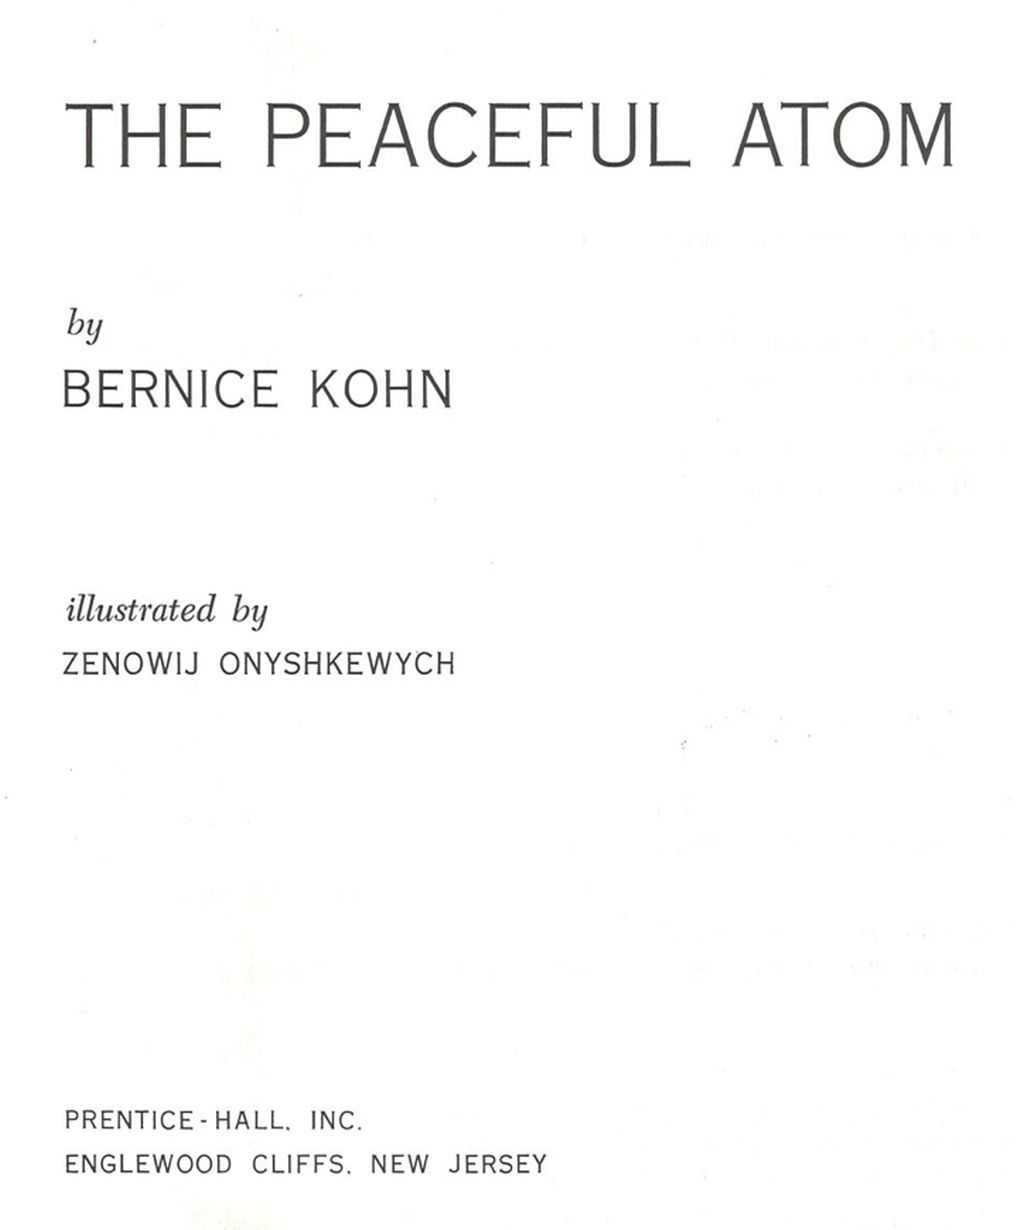 THE PEACEFUL ATOM
by
BERNICE KOHN
illustrated by
ZENOWIJ ONYSHKEWYCH
PRENTICE-HALL, INC.
ENGLEWOOD CLIFFS, NEW JERSEY